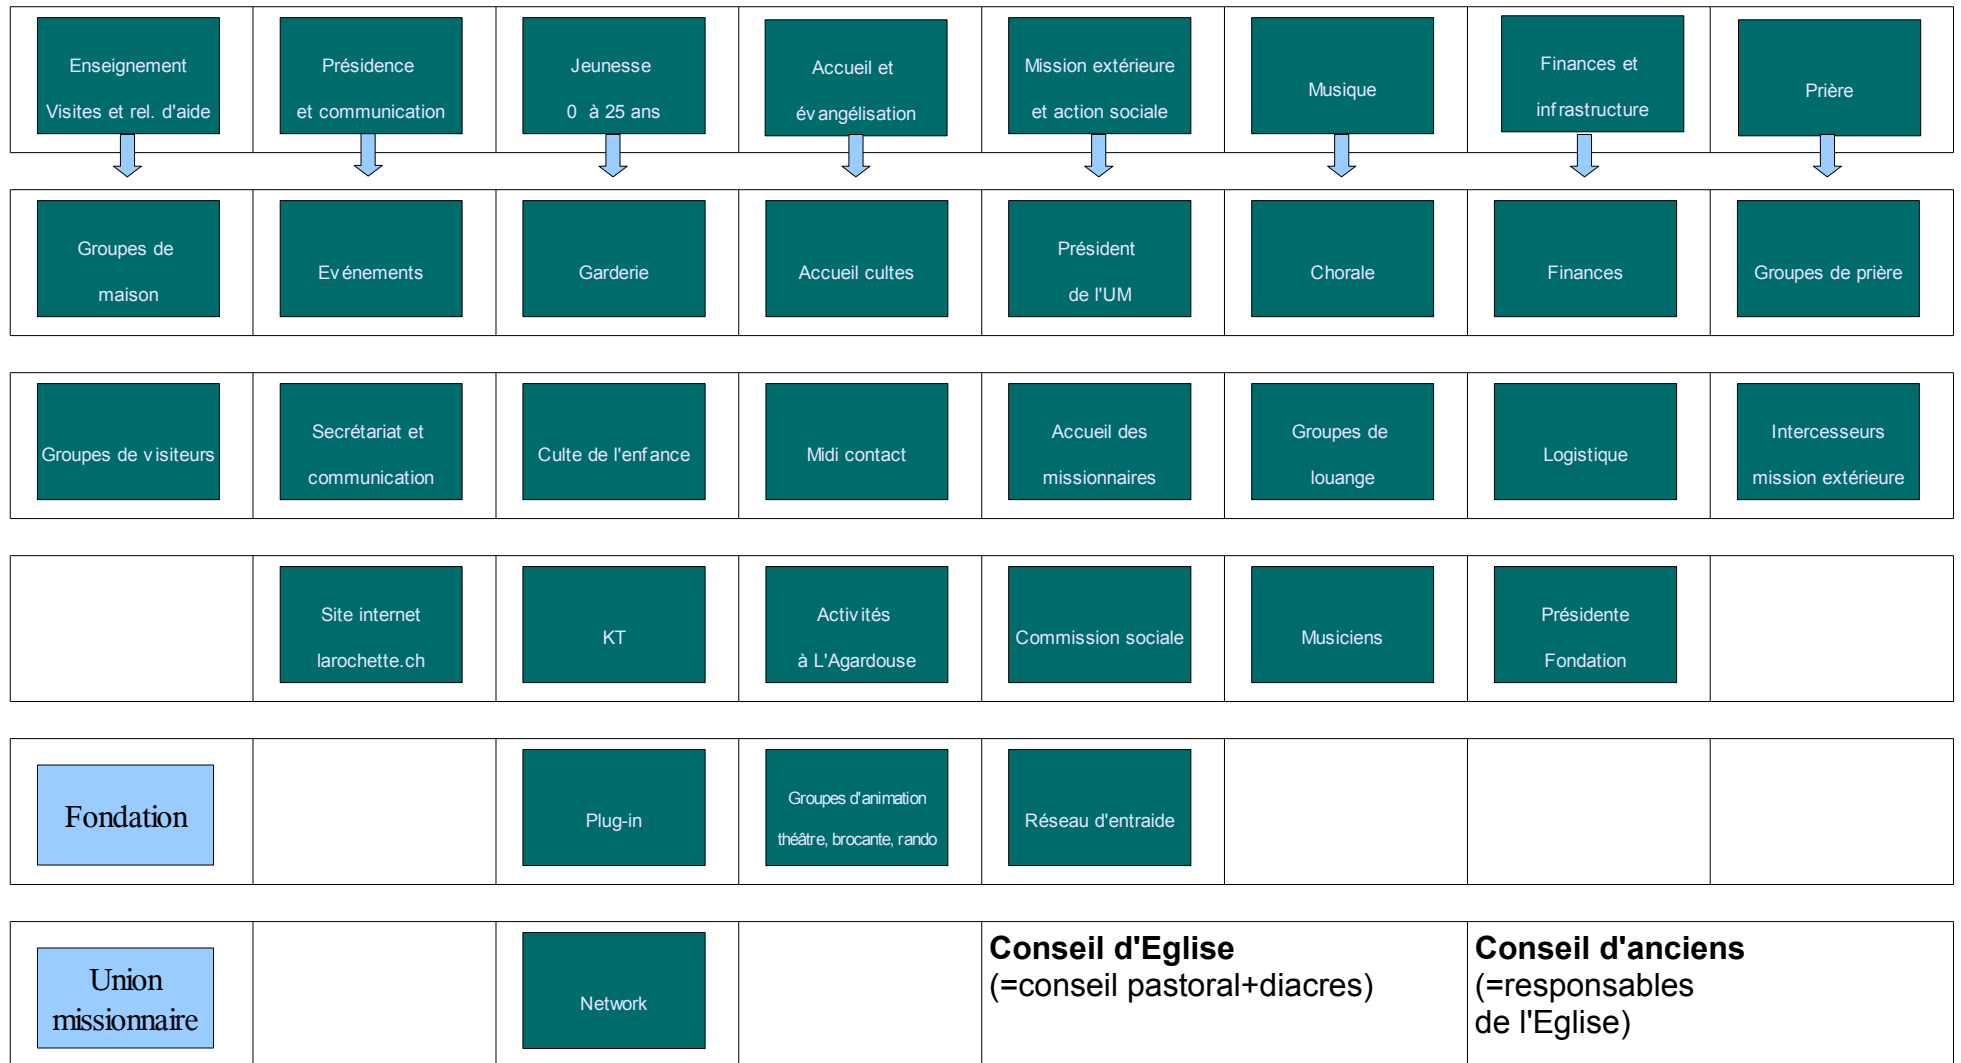 Enseignement
Visites et rel. d'aide
Présidence
et communication
Jeunesse
0 à 25 ans
Accueil et
évangélisation
Mission extérieure
et action sociale
Musique
Finances et
infrastructure
Prière
Groupes de
maison
Evénements
Garderie
Accueil cultes
Président
de l'UM
Chorale
Finances
Groupes de prière
Groupes de visiteurs
Secrétariat et
communication
Culte de l'enfance
Midi contact
Accueil des
missionnaires
Groupes de
louange
Logistique
Intercesseurs
mission extérieure
Site internet
larochette.ch
KT
Activités
à L'Agardouse
Commission sociale
Musiciens
Présidente
Fondation
Fondation
Plug-in
Groupes d'animation
théâtre, brocante, rando
Réseau d'entraide
Union
missionnaire
Network
Conseil d'Eglise
(=conseil pastoral+diacres)
Conseil d'anciens
(=responsables
de l'Eglise)